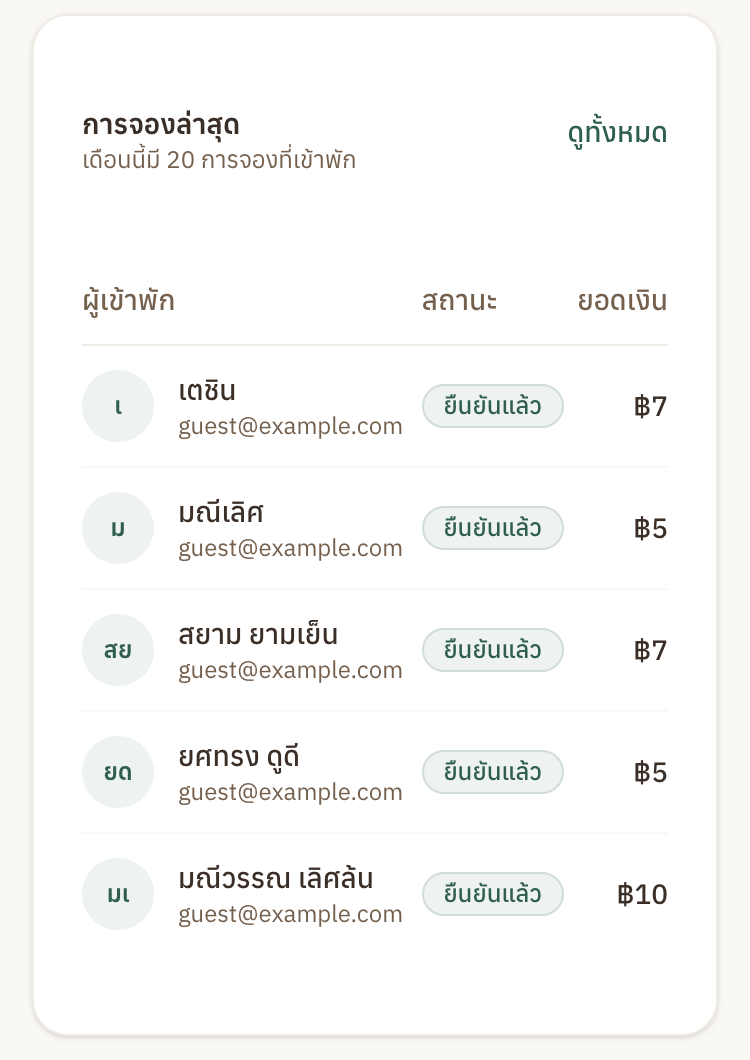 การจองล่าสุด
เดือนนี้มี 20 การจองที่เข้าพัก
ดูทั้งหมด
ผู้เข้าพัก สถานะ ยอดเงิน
เ เตชิน ยืนยันแล้ว ฿7
guest@example.com
ม มณีเลิศ ยืนยันแล้ว ฿5
guest@example.com
สย สยาม ยามเย็น ยืนยันแล้ว ฿7
guest@example.com
ยด ยศทรง ดูดี ยืนยันแล้ว ฿5
guest@example.com
มเ มณีวรรณ เลิศล้น ยืนยันแล้ว ฿10
guest@example.com